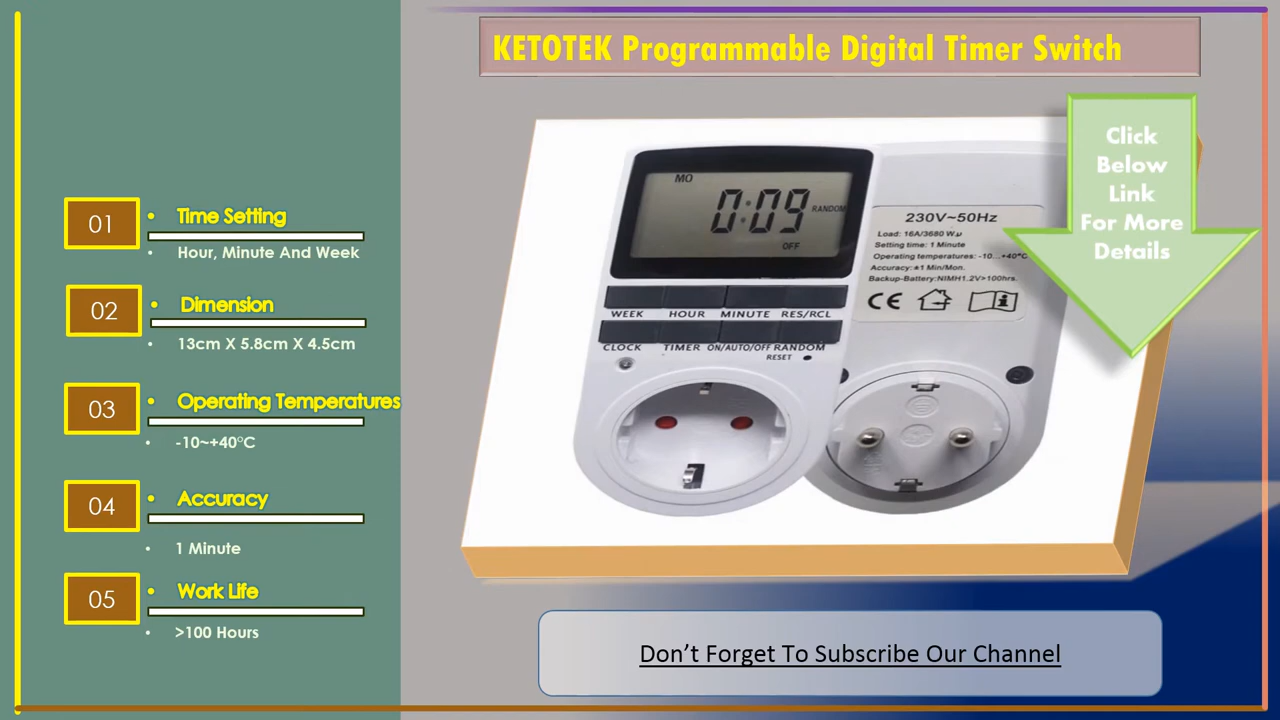 KETOTEK Programmable Digital Timer Switch
01
• Time Setting
• Hour, Minute And Week
02
• Dimension
• 13cm X 5.8cm X 4.5cm
03
• Operating Temperatures
• -10~+40°C
04
• Accuracy
• 1 Minute
05
• Work Life
• >100 Hours
MO
0:09
RANDOM
OFF
WEEK HOUR MINUTE RES/RCL
CLOCK TIMER ON/AUTO/OFF RANDOM
RESET
230V~50Hz
Load: 16A/3680 W.µ
Setting time: 1 Minute
Operating temperatures: -10...+40°C
Accuracy: ±1 Min/Mon.
Backup-Battery:NIMH1.2V>100hrs.
CE
Click
Below
Link
For More
Details
Don’t Forget To Subscribe Our Channel